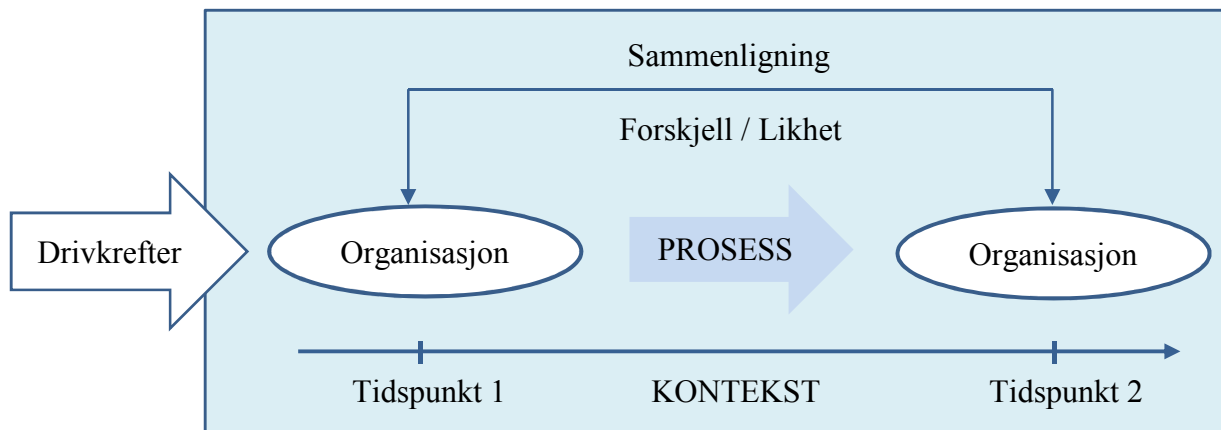 Sammenligning
Forskjell / Likhet
Drivkrefter
Organisasjon
PROSESS
Organisasjon
Tidspunkt 1
KONTEKST
Tidspunkt 2